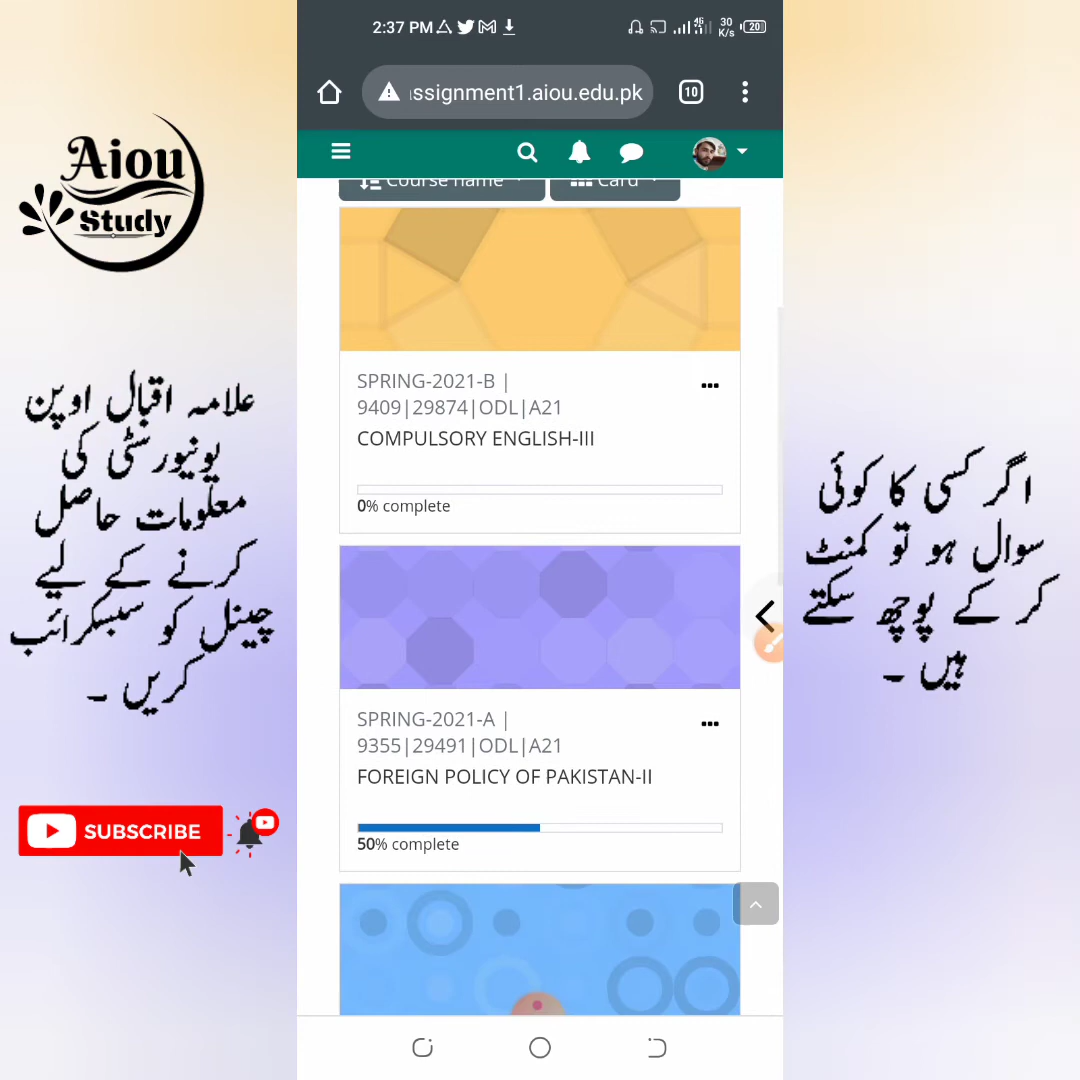 Aiou
Study
علامہ اقبال اوپن
یونیورسٹی کی
معلومات حاصل
کرنے کے لیے
چینل کو سبسکرائب
کریں ۔
SUBSCRIBE
2:37 PM
4G
30
K/s
20
ssignment1.aiou.edu.pk
10
Course name
Card
SPRING-2021-B |
9409|29874|ODL|A21
COMPULSORY ENGLISH-III
0% complete
SPRING-2021-A |
9355|29491|ODL|A21
FOREIGN POLICY OF PAKISTAN-II
50% complete
اگر کسی کا کوئی
سوال ہو تو کمنٹ
کر کے پوچھ سکتے
ہیں ۔